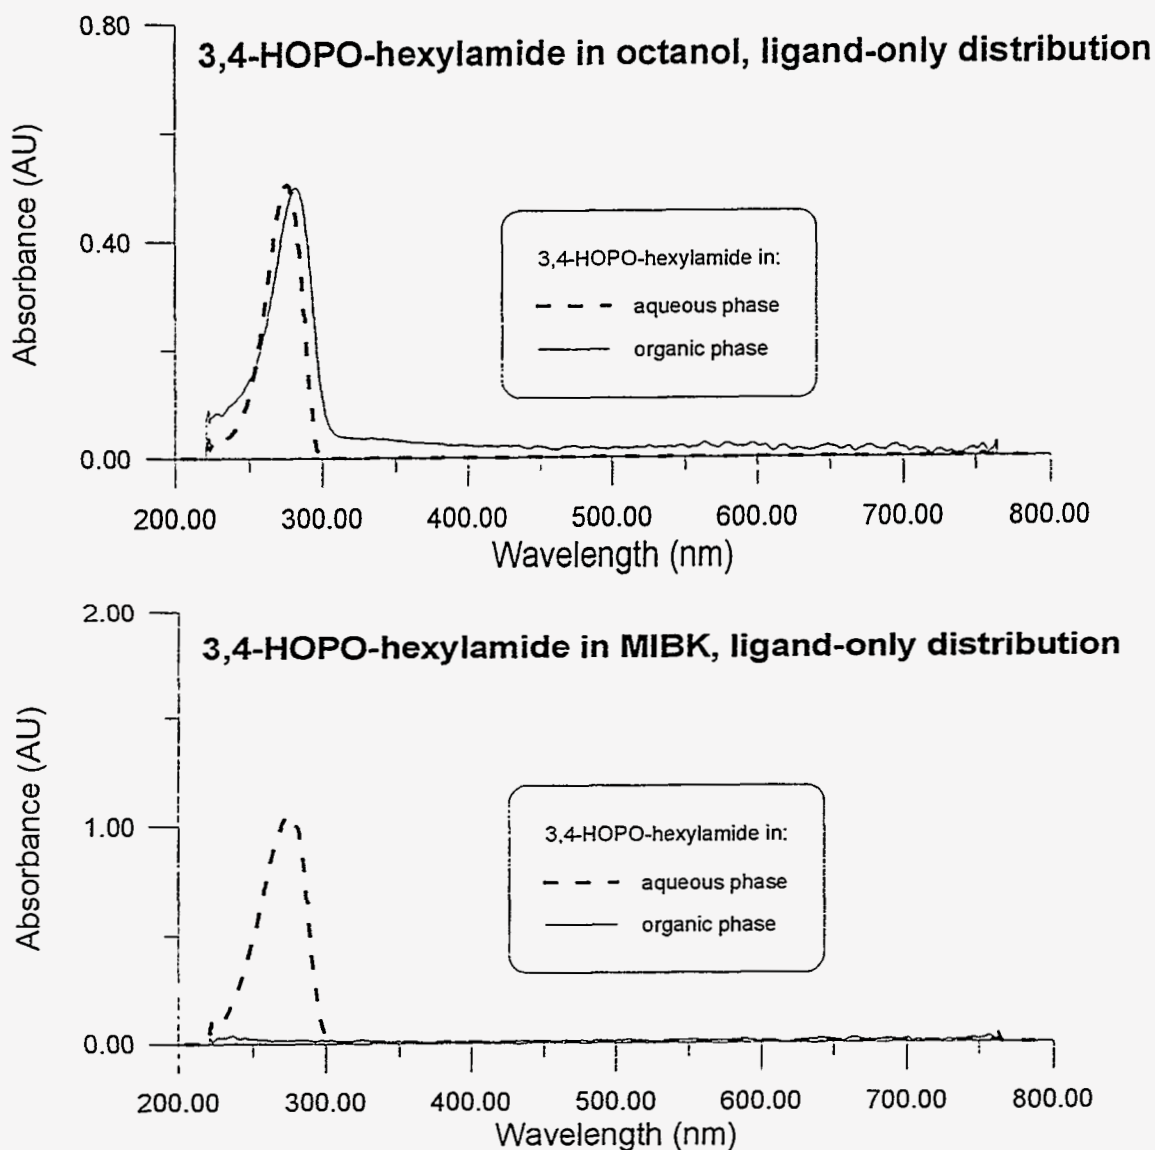 0.80
3,4-HOPO-hexylamide in octanol, ligand-only distribution
Absorbance (AU)
0.40
3,4-HOPO-hexylamide in:
aqueous phase
organic phase
0.00
200.00 300.00 400.00 500.00 600.00 700.00 800.00
Wavelength (nm)
2.00
3,4-HOPO-hexylamide in MIBK, ligand-only distribution
Absorbance (AU)
1.00
3,4-HOPO-hexylamide in:
aqueous phase
organic phase
0.00
200.00 300.00 400.00 500.00 600.00 700.00 800.00
Wavelength (nm)